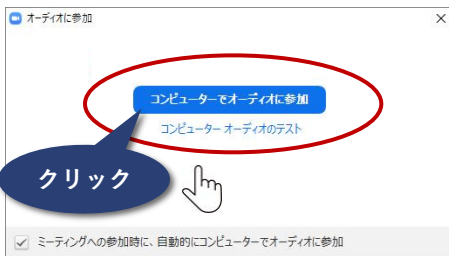 オーディオに参加
コンピューターでオーディオに参加
コンピューター オーディオのテスト
クリック
ミーティングへの参加時に、自動的にコンピューターでオーディオに参加